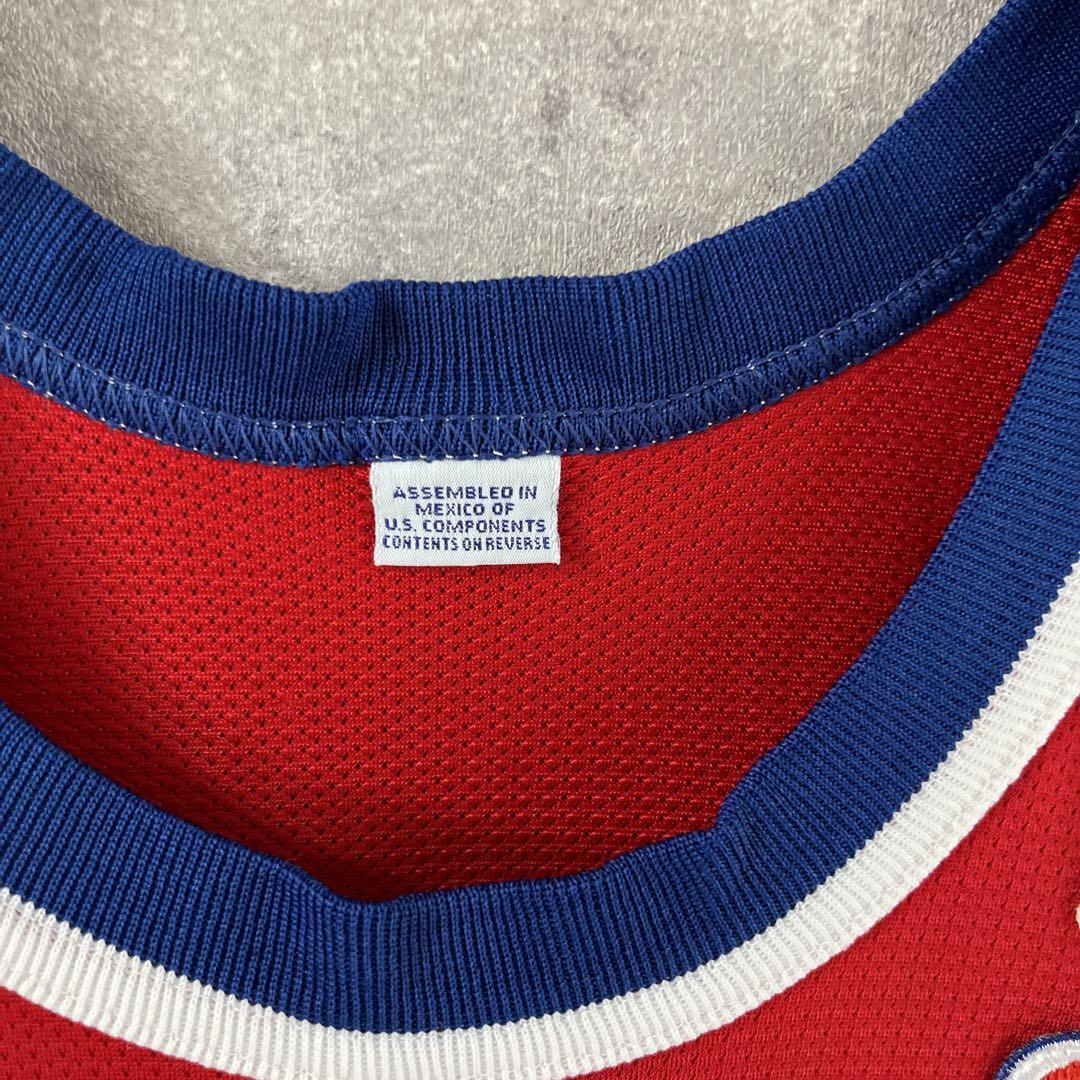 ASSEMBLED IN
MEXICO OF
U.S. COMPONENTS
CONTENTS ON REVERSE